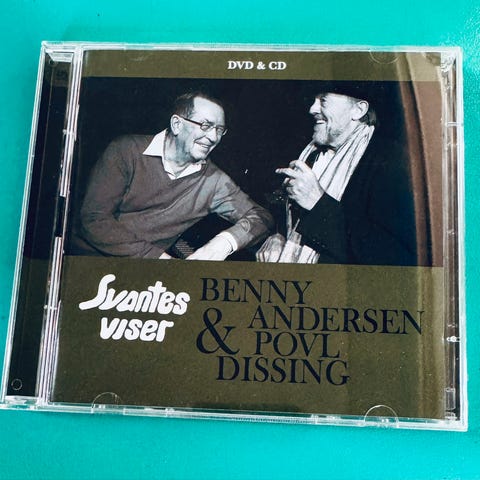 DVD & CD
Svantes
viser
BENNY
ANDERSEN
& POVL
DISSING